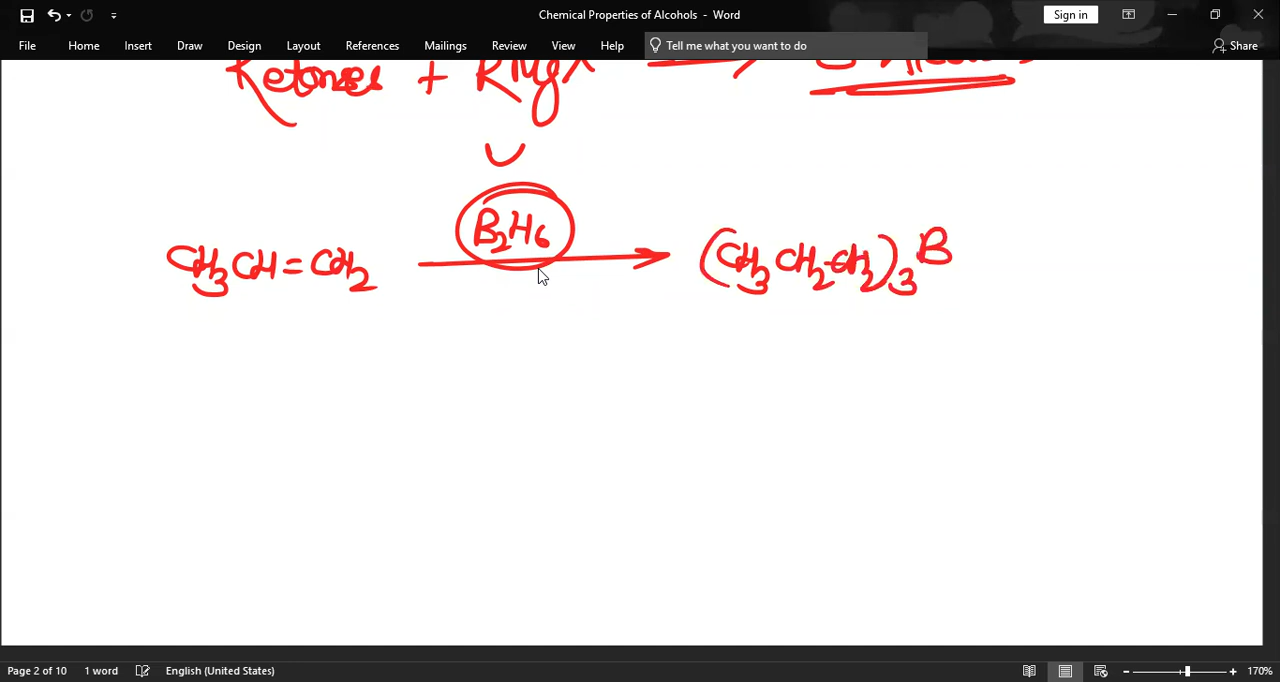 Chemical Properties of Alcohols - Word
Sign in
File Home Insert Draw Design Layout References Mailings Review View Help Tell me what you want to do Share
Ketones + RMgX
B2H6
CH3CH=CH2 (CH3CH2-CH2)3B
Page 2 of 10 1 word English (United States) 170%